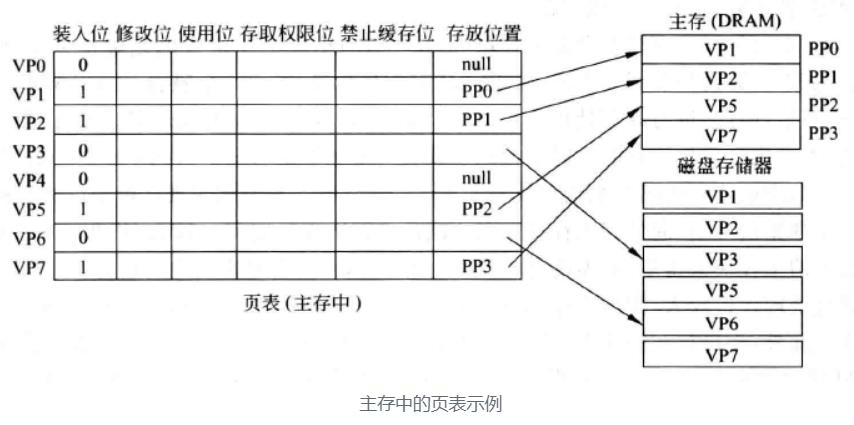 装入位 修改位 使用位 存取权限位 禁止缓存位 存放位置
VP0 0 null
VP1 1 PP0
VP2 1 PP1
VP3 0
VP4 0 null
VP5 1 PP2
VP6 0
VP7 1 PP3
页表(主存中)
主存(DRAM)
VP1 PP0
VP2 PP1
VP5 PP2
VP7 PP3
磁盘存储器
VP1
VP2
VP3
VP5
VP6
VP7
主存中的页表示例